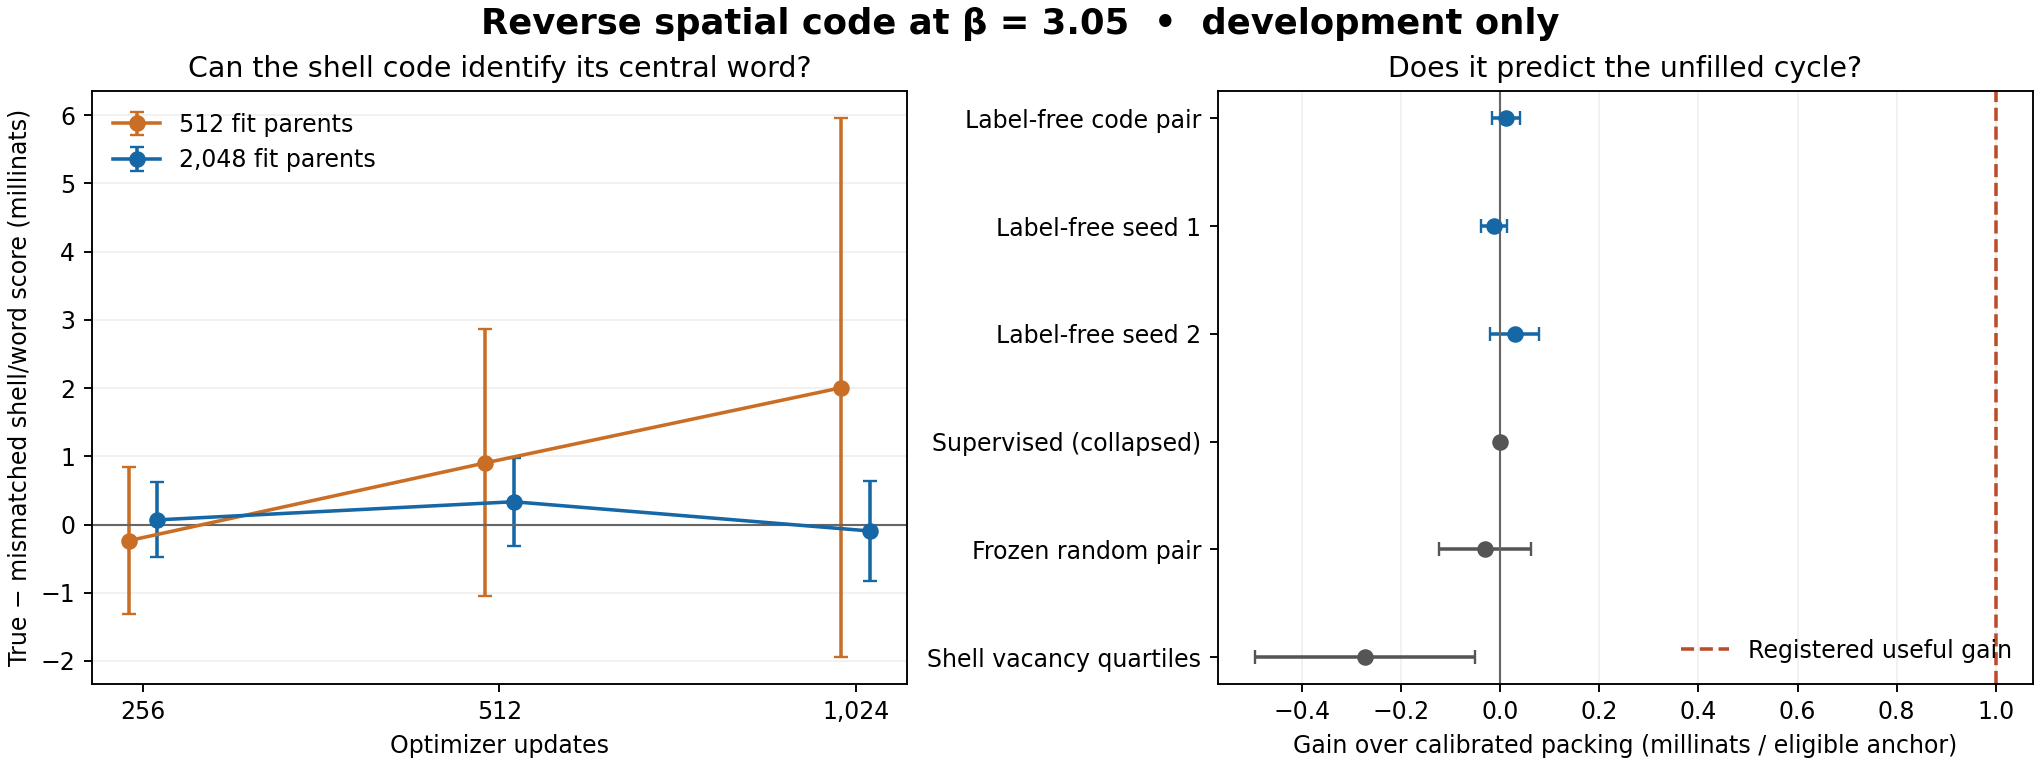 Reverse spatial code at β = 3.05 • development only
Can the shell code identify its central word?
True − mismatched shell/word score (millinats)
6
5
4
3
2
1
0
−1
−2
512 fit parents
2,048 fit parents
256
512
1,024
Optimizer updates
Does it predict the unfilled cycle?
Label-free code pair
Label-free seed 1
Label-free seed 2
Supervised (collapsed)
Frozen random pair
Shell vacancy quartiles
Registered useful gain
−0.4
−0.2
0.0
0.2
0.4
0.6
0.8
1.0
Gain over calibrated packing (millinats / eligible anchor)